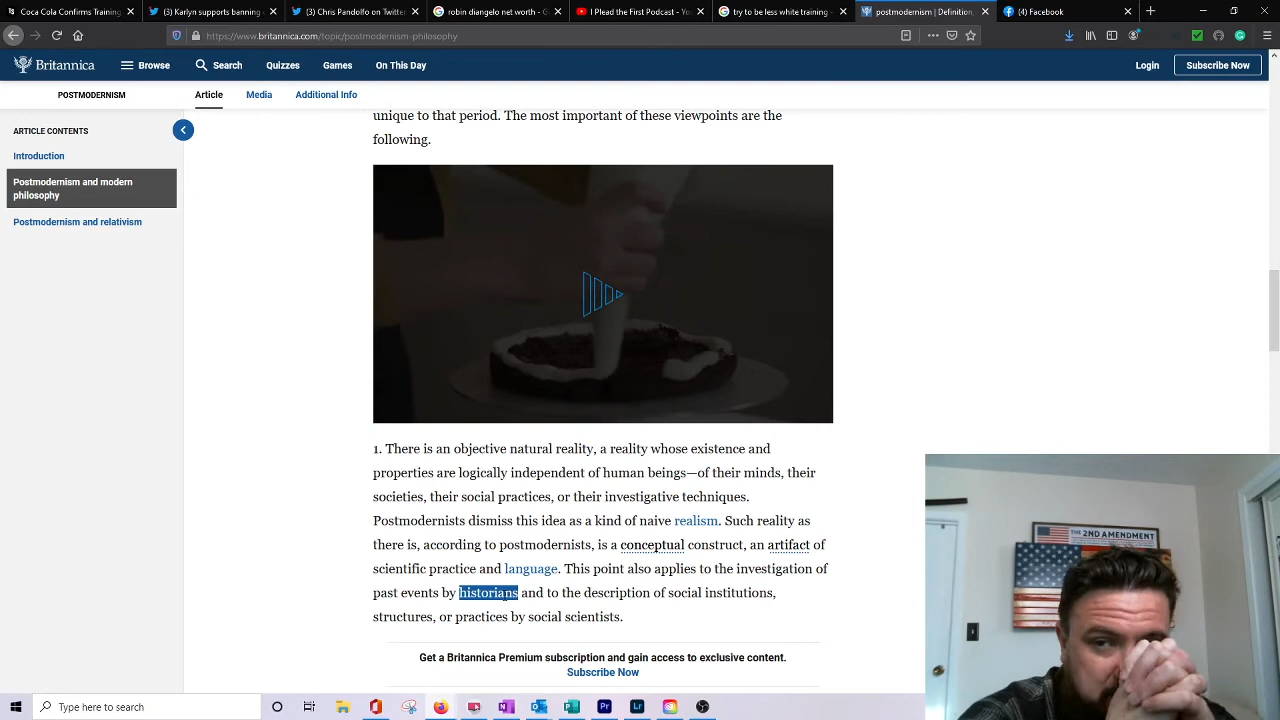 Coca Cola Confirms Training
(3) Karlyn supports banning
(3) Chris Pandolfo on Twitter
robin diangelo net worth - G
I Plead the First Podcast - Yo
try to be less white training -
postmodernism | Definition,
(4) Facebook
https://www.britannica.com/topic/postmodernism-philosophy
Britannica
Browse
Search
Quizzes
Games
On This Day
Login
Subscribe Now
POSTMODERNISM
Article
Media
Additional Info
ARTICLE CONTENTS
Introduction
Postmodernism and modern
philosophy
Postmodernism and relativism
unique to that period. The most important of these viewpoints are the
following.
1. There is an objective natural reality, a reality whose existence and
properties are logically independent of human beings—of their minds, their
societies, their social practices, or their investigative techniques.
Postmodernists dismiss this idea as a kind of naive realism. Such reality as
there is, according to postmodernists, is a conceptual construct, an artifact of
scientific practice and language. This point also applies to the investigation of
past events by historians and to the description of social institutions,
structures, or practices by social scientists.
Get a Britannica Premium subscription and gain access to exclusive content.
Subscribe Now
THE 2ND AMENDMENT
Type here to search